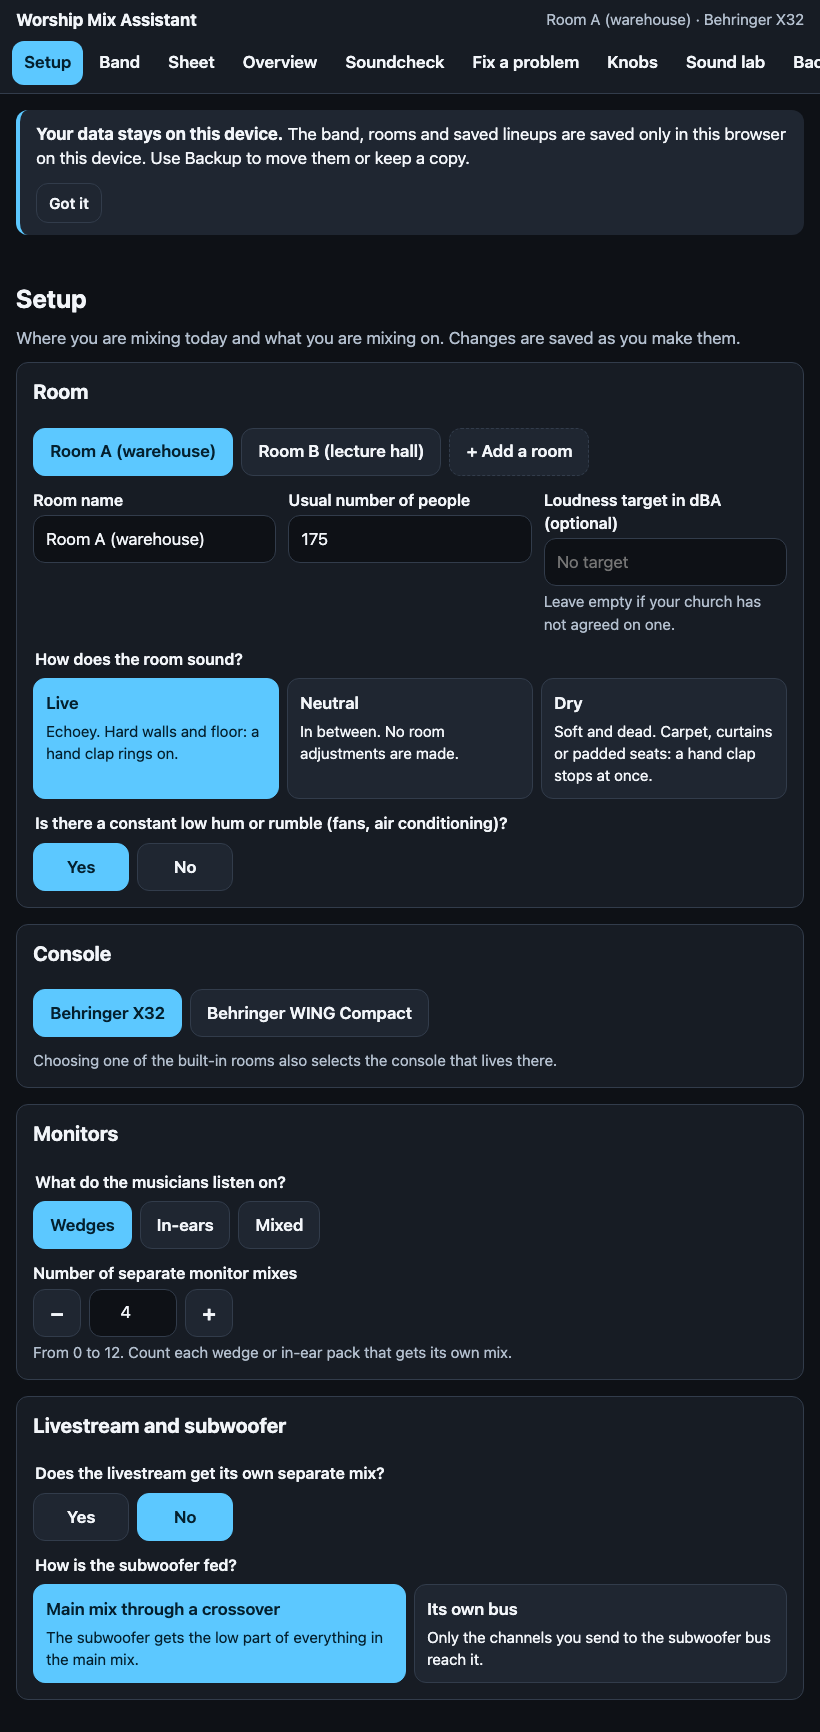 Worship Mix Assistant
Room A (warehouse) · Behringer X32
Setup
Band
Sheet
Overview
Soundcheck
Fix a problem
Knobs
Sound lab
Bac
Your data stays on this device. The band, rooms and saved lineups are saved only in this browser
on this device. Use Backup to move them or keep a copy.
Got it
Setup
Where you are mixing today and what you are mixing on. Changes are saved as you make them.
Room
Room A (warehouse)
Room B (lecture hall)
+ Add a room
Room name
Room A (warehouse)
Usual number of people
175
Loudness target in dBA
(optional)
No target
Leave empty if your church has
not agreed on one.
How does the room sound?
Live
Echoey. Hard walls and floor: a
hand clap rings on.
Neutral
In between. No room
adjustments are made.
Dry
Soft and dead. Carpet, curtains
or padded seats: a hand clap
stops at once.
Is there a constant low hum or rumble (fans, air conditioning)?
Yes
No
Console
Behringer X32
Behringer WING Compact
Choosing one of the built-in rooms also selects the console that lives there.
Monitors
What do the musicians listen on?
Wedges
In-ears
Mixed
Number of separate monitor mixes
−
4
+
From 0 to 12. Count each wedge or in-ear pack that gets its own mix.
Livestream and subwoofer
Does the livestream get its own separate mix?
Yes
No
How is the subwoofer fed?
Main mix through a crossover
The subwoofer gets the low part of everything in
the main mix.
Its own bus
Only the channels you send to the subwoofer bus
reach it.